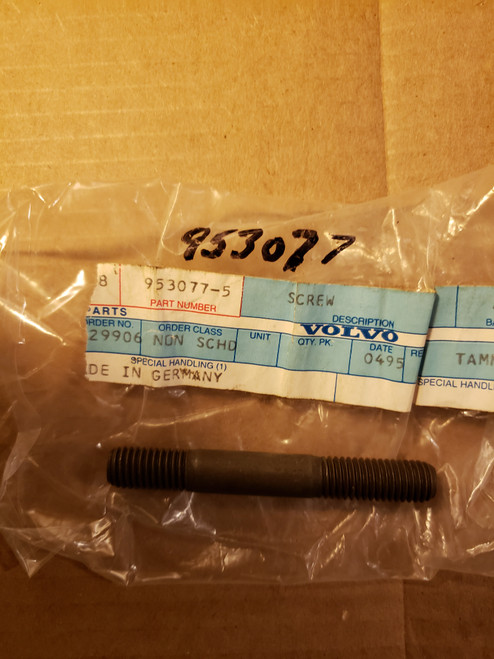 953077
8 953077-5 SCREW
PART NUMBER
PARTS DESCRIPTION
ORDER NO. ORDER CLASS UNIT QTY. PK. VOLVO
29906 NON SCHD DATE
0495
SPECIAL HANDLING (1) TAM
DE IN GERMANY SPECIAL HANDLING